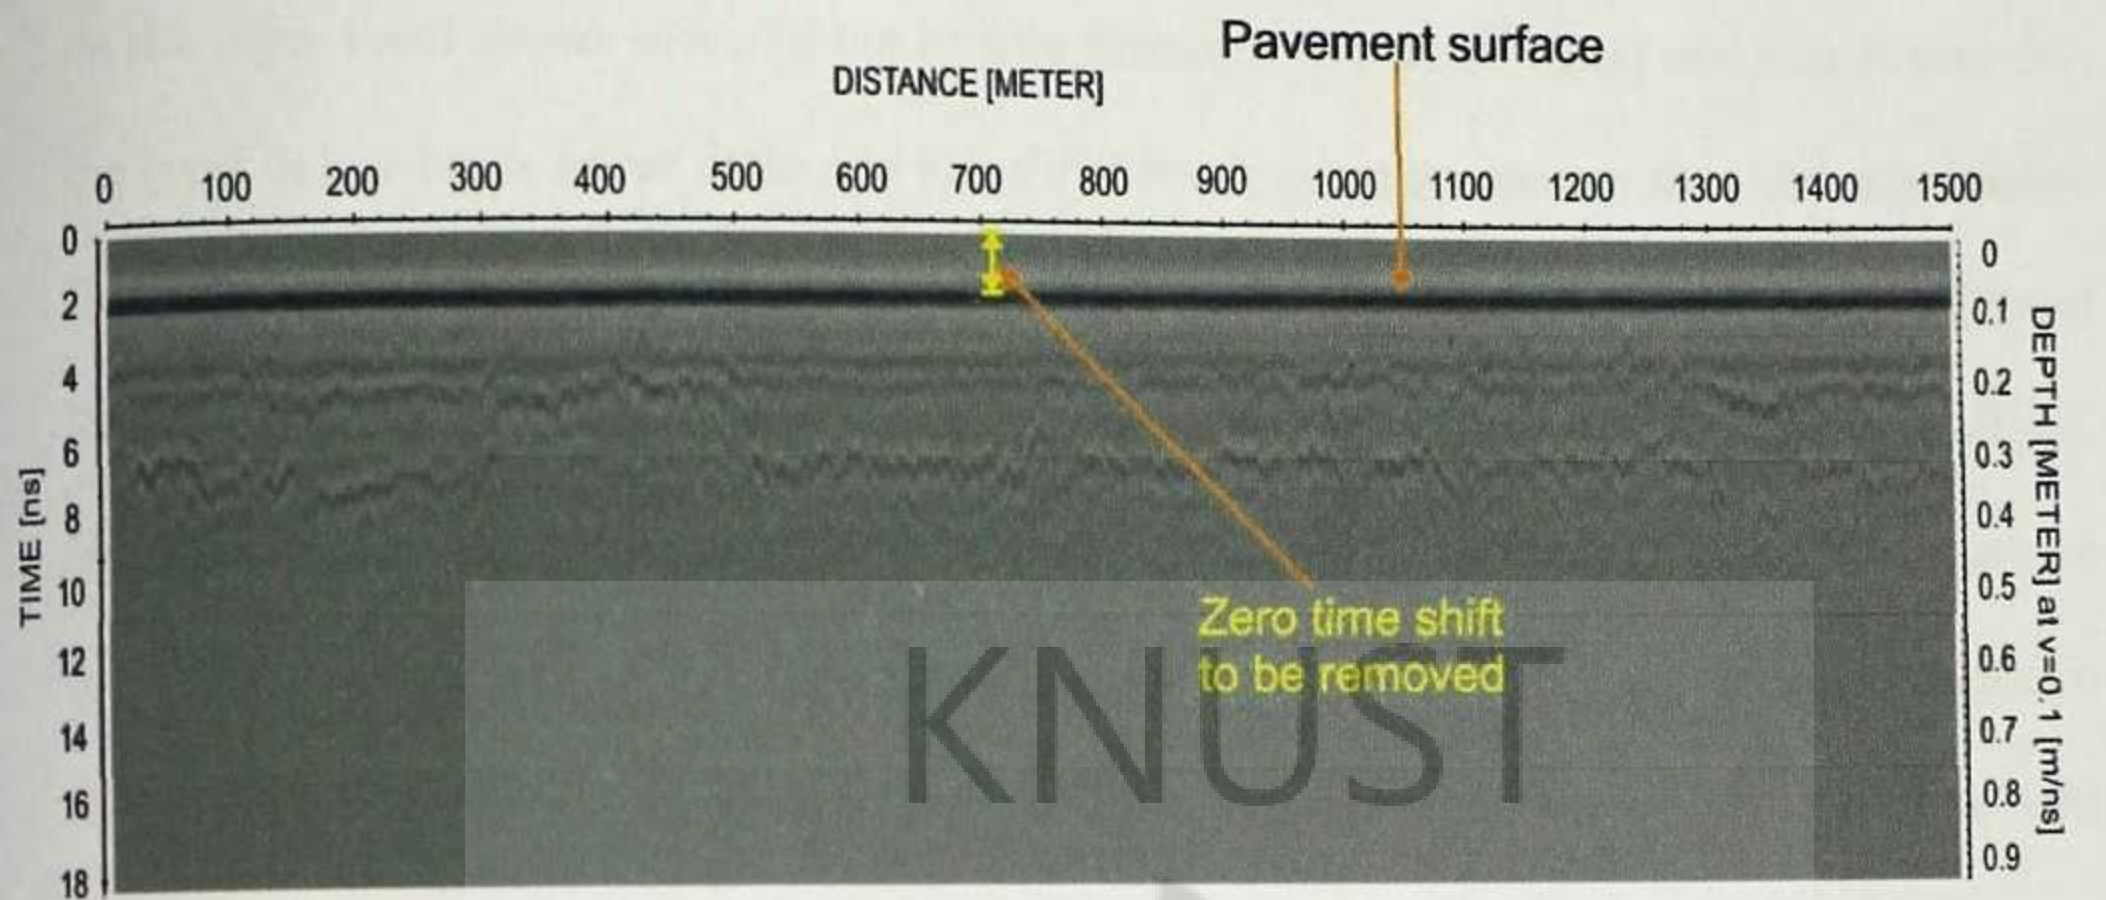 Pavement surface
DISTANCE [METER]
0 100 200 300 400 500 600 700 800 900 1000 1100 1200 1300 1400 1500
0
2
4
6
8
10
12
14
16
18
TIME [ns]
0
0.1
0.2
0.3
0.4
0.5
0.6
0.7
0.8
0.9
DEPTH [METER] at v=0.1 [m/ns]
Zero time shift
to be removed
KNUST